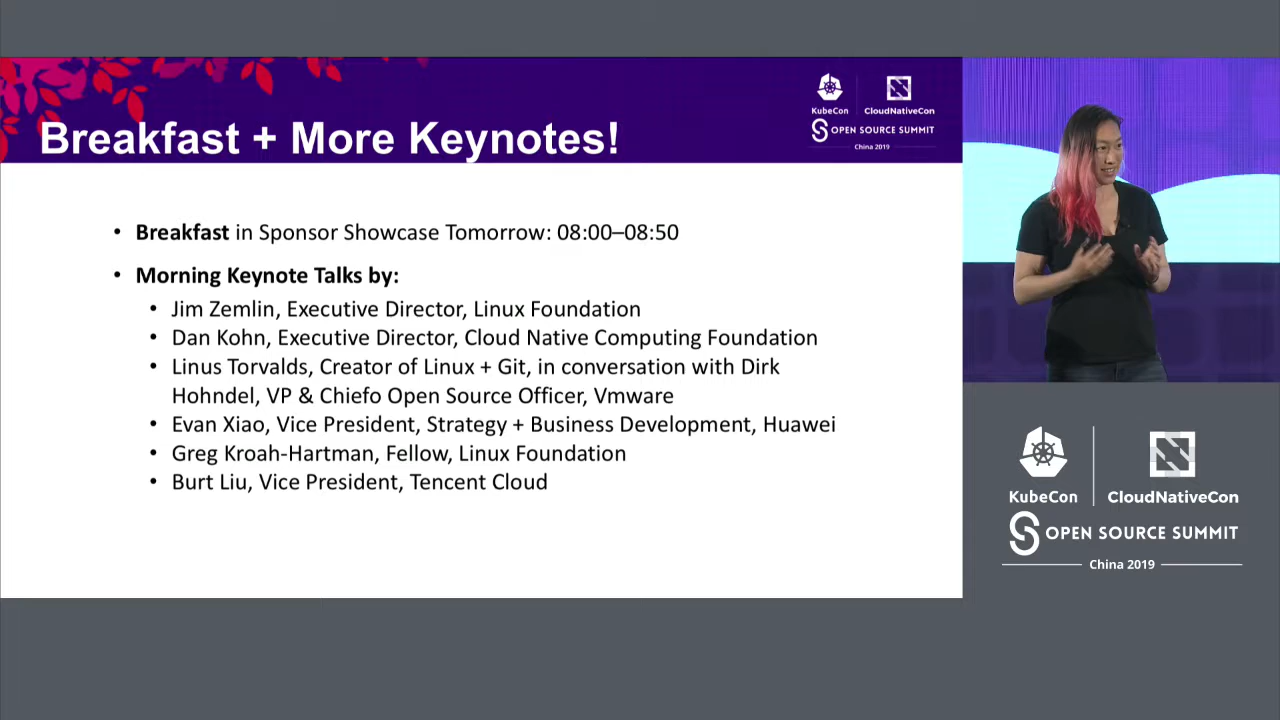 Breakfast + More Keynotes!
KubeCon
CloudNativeCon
OPEN SOURCE SUMMIT
China 2019
• Breakfast in Sponsor Showcase Tomorrow: 08:00–08:50
• Morning Keynote Talks by:
• Jim Zemlin, Executive Director, Linux Foundation
• Dan Kohn, Executive Director, Cloud Native Computing Foundation
• Linus Torvalds, Creator of Linux + Git, in conversation with Dirk
Hohndel, VP & Chiefo Open Source Officer, Vmware
• Evan Xiao, Vice President, Strategy + Business Development, Huawei
• Greg Kroah-Hartman, Fellow, Linux Foundation
• Burt Liu, Vice President, Tencent Cloud
KubeCon
CloudNativeCon
OPEN SOURCE SUMMIT
China 2019